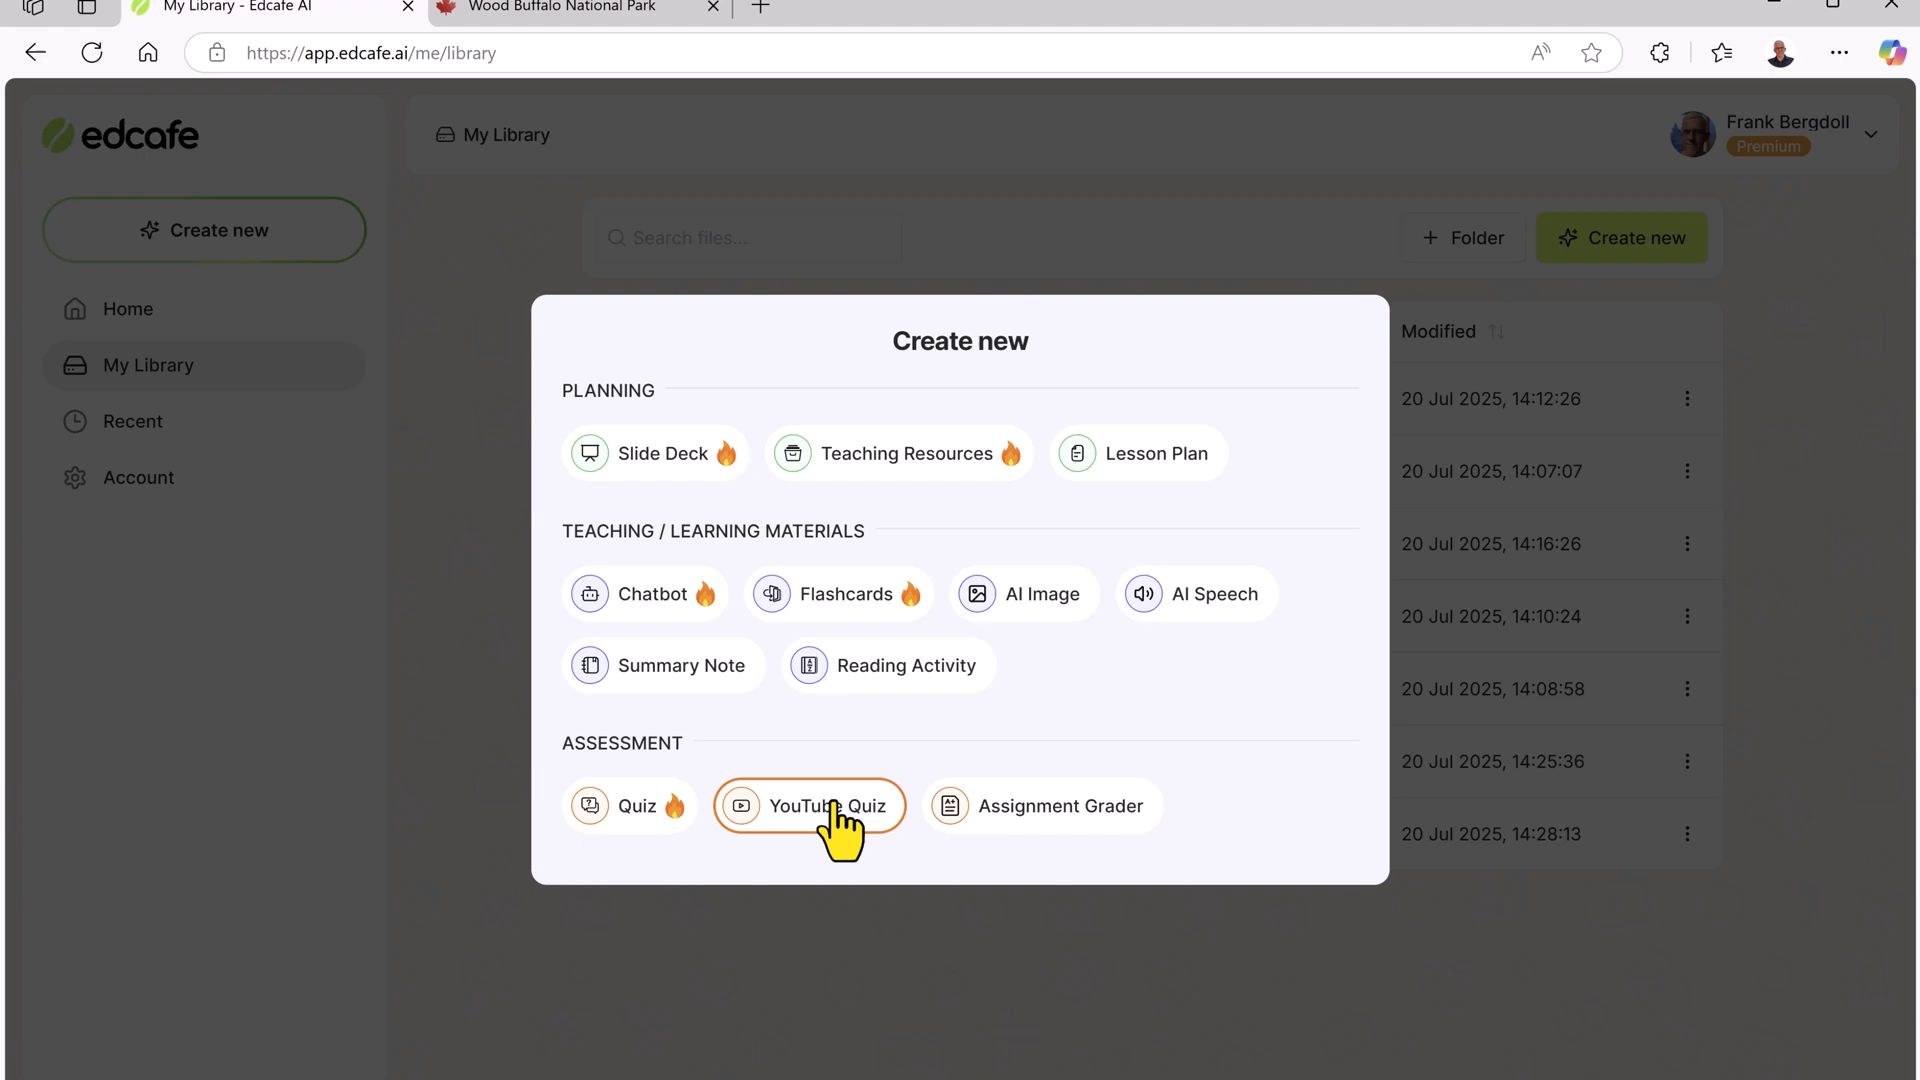 My Library - Edcafe AI
Wood Buffalo National Park
https://app.edcafe.ai/me/library
edcafe
My Library
Frank Bergdoll
Premium
Create new
Search files...
Folder
Create new
Home
My Library
Recent
Account
Modified
20 Jul 2025, 14:12:26
20 Jul 2025, 14:07:07
20 Jul 2025, 14:16:26
20 Jul 2025, 14:10:24
20 Jul 2025, 14:08:58
20 Jul 2025, 14:25:36
20 Jul 2025, 14:28:13
Create new
PLANNING
Slide Deck
Teaching Resources
Lesson Plan
TEACHING / LEARNING MATERIALS
Chatbot
Flashcards
AI Image
AI Speech
Summary Note
Reading Activity
ASSESSMENT
Quiz
YouTube Quiz
Assignment Grader